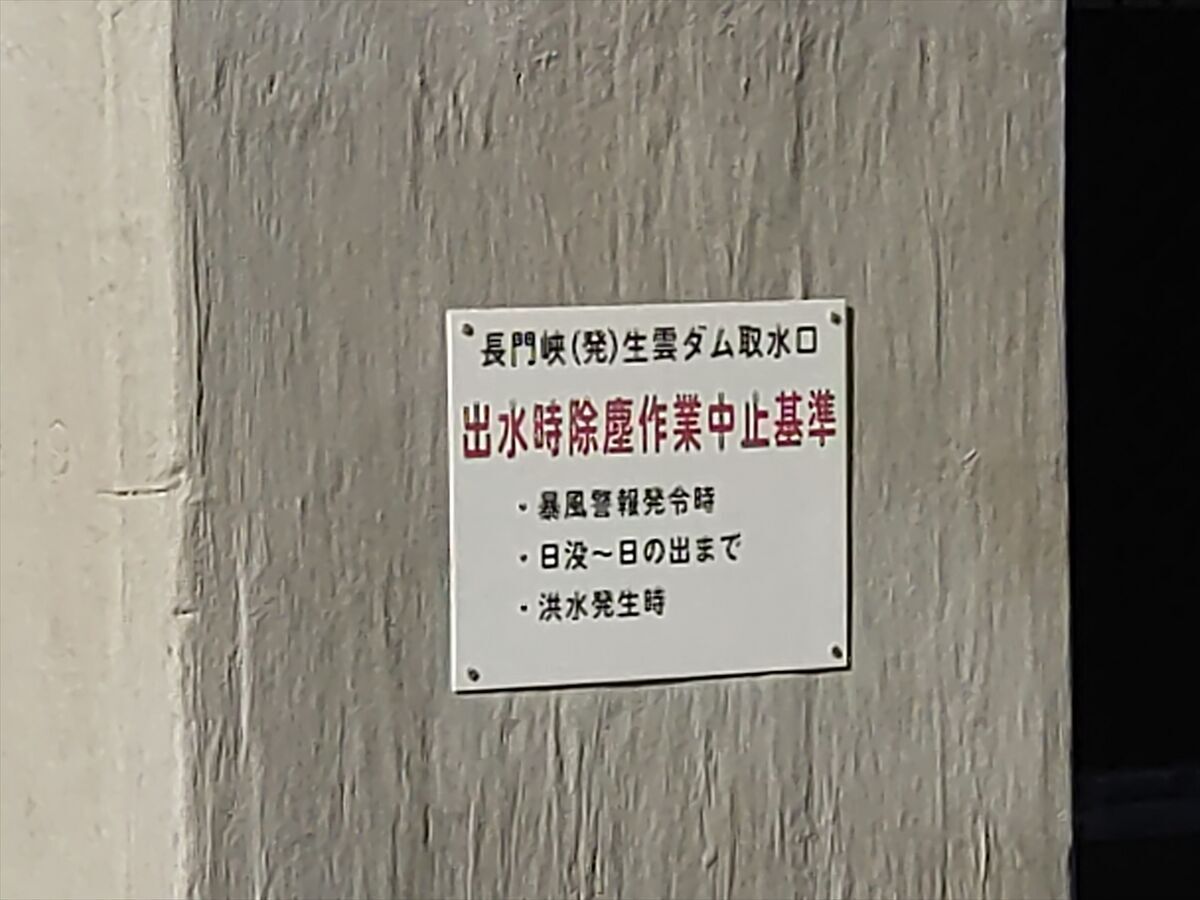 長門峡(発)生雲ダム取水口
出水時除塵作業中止基準
・暴風警報発令時
・日没～日の出まで
・洪水発生時